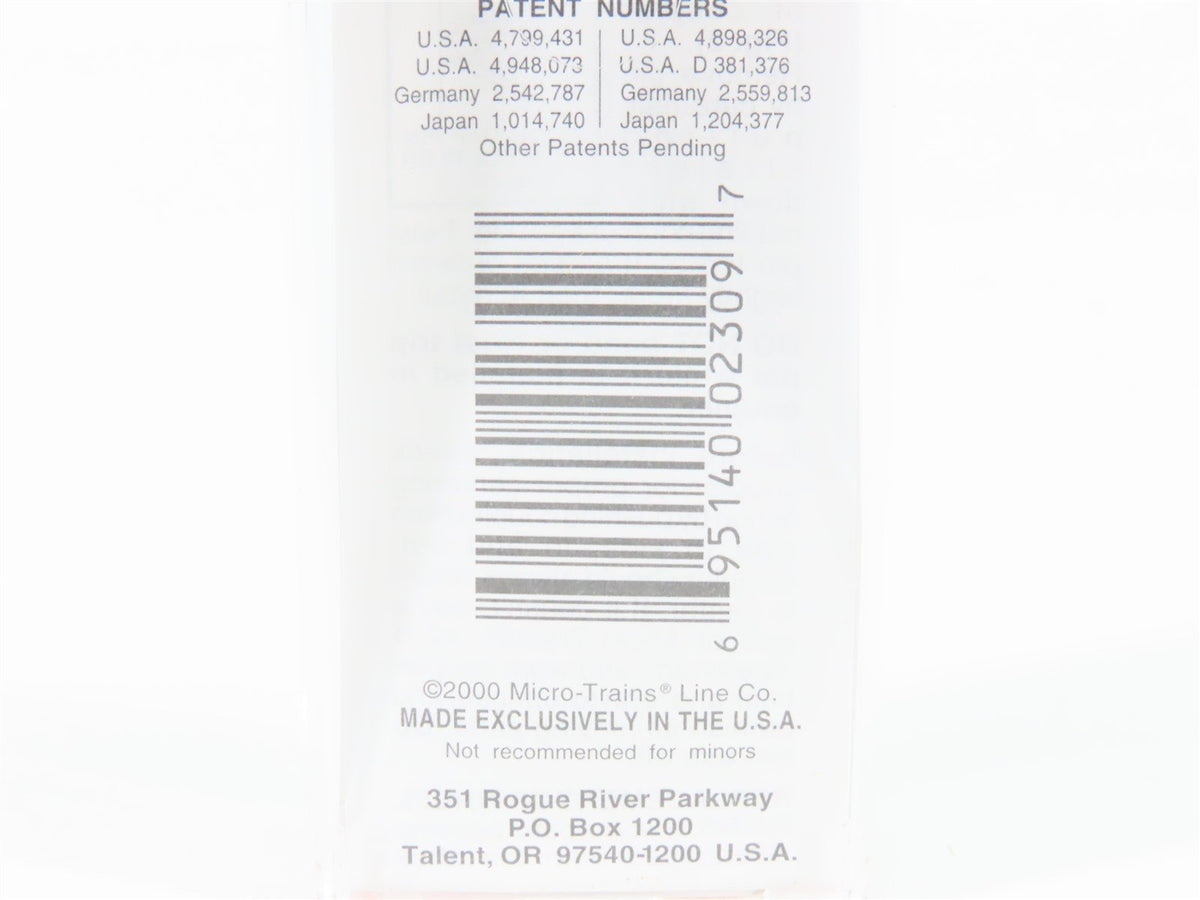 PATENT NUMBERS
U.S.A. 4,799,431 U.S.A. 4,898,326
U.S.A. 4,948,073 U.S.A. D 381,376
Germany 2,542,787 Germany 2,559,813
Japan 1,014,740 Japan 1,204,377
Other Patents Pending
6 95140 02309 7
©2000 Micro-Trains® Line Co.
MADE EXCLUSIVELY IN THE U.S.A.
Not recommended for minors
351 Rogue River Parkway
P.O. Box 1200
Talent, OR 97540-1200 U.S.A.